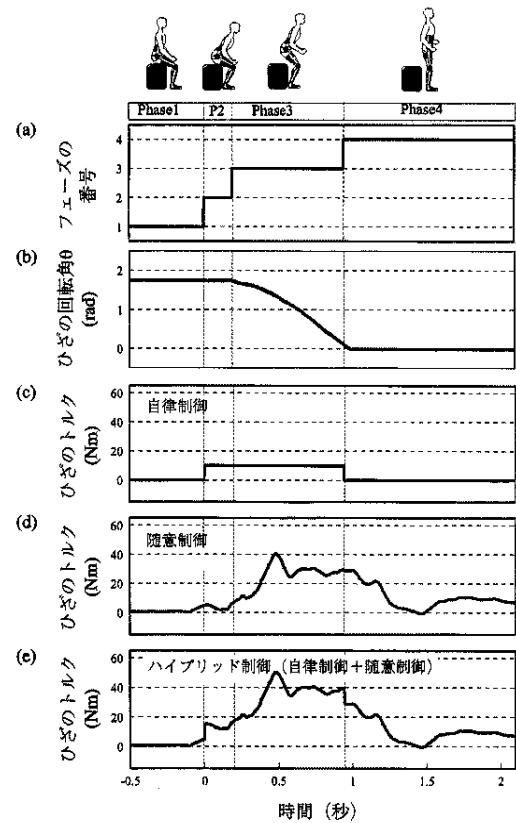 Phase1 P2 Phase3 Phase4
(a)
フェーズの
番号
4
3
2
1
(b)
ひざの回転角θ
(rad)
2
1
0
(c)
ひざのトルク
(Nm)
60
40
20
0
自律制御
(d)
ひざのトルク
(Nm)
60
40
20
0
随意制御
(e)
ひざのトルク
(Nm)
60
40
20
0
ハイブリッド制御（自律制御＋随意制御）
-0.5 0 0.5 1 1.5 2
時間（秒）